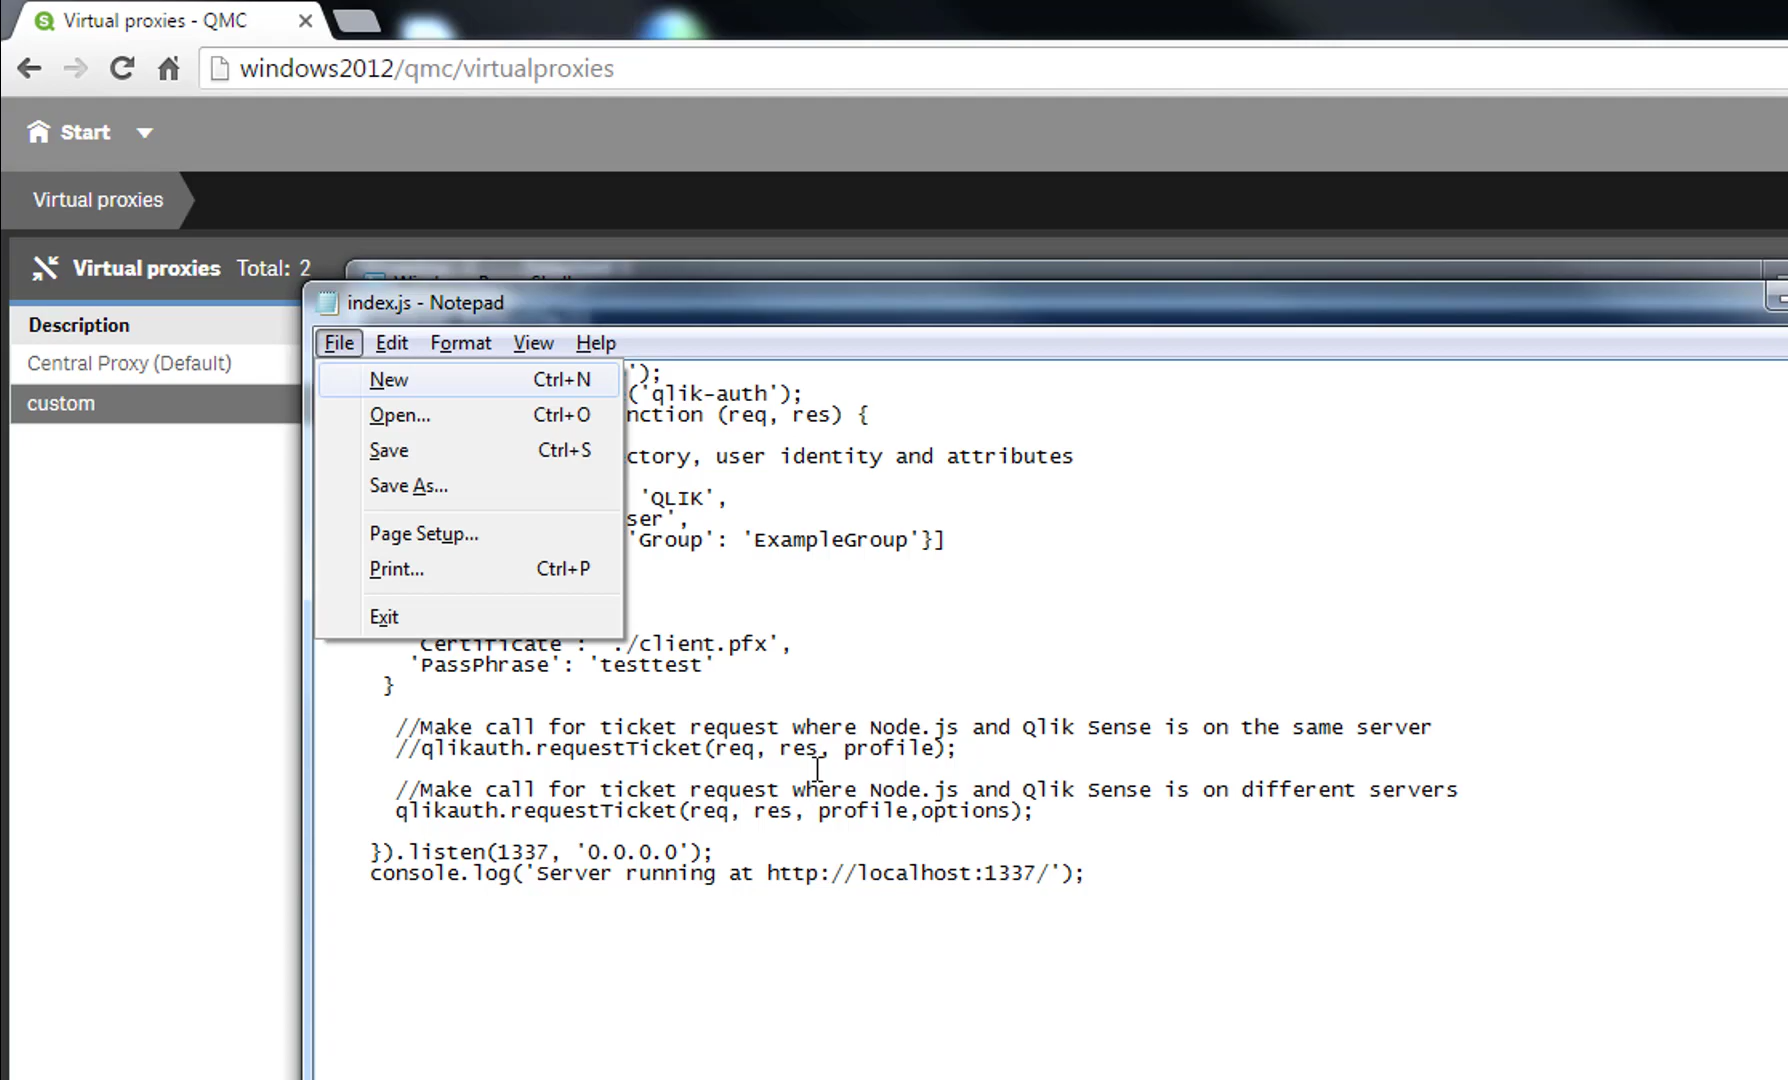 Virtual proxies - QMC
windows2012/qmc/virtualproxies
Start
Virtual proxies
Virtual proxies Total: 2
Description
Central Proxy (Default)
custom
index.js - Notepad
File Edit Format View Help
New Ctrl+N
Open... Ctrl+O
Save Ctrl+S
Save As...
Page Setup...
Print... Ctrl+P
Exit
');
('qlik-auth');
nction (req, res) {
ctory, user identity and attributes
'QLIK',
ser',
'Group': 'ExampleGroup'}]
'Certificate': './client.pfx',
'PassPhrase': 'testtest'
}
//Make call for ticket request where Node.js and Qlik Sense is on the same server
//qlikauth.requestTicket(req, res, profile);
//Make call for ticket request where Node.js and Qlik Sense is on different servers
qlikauth.requestTicket(req, res, profile,options);
}).listen(1337, '0.0.0.0');
console.log('Server running at http://localhost:1337/');